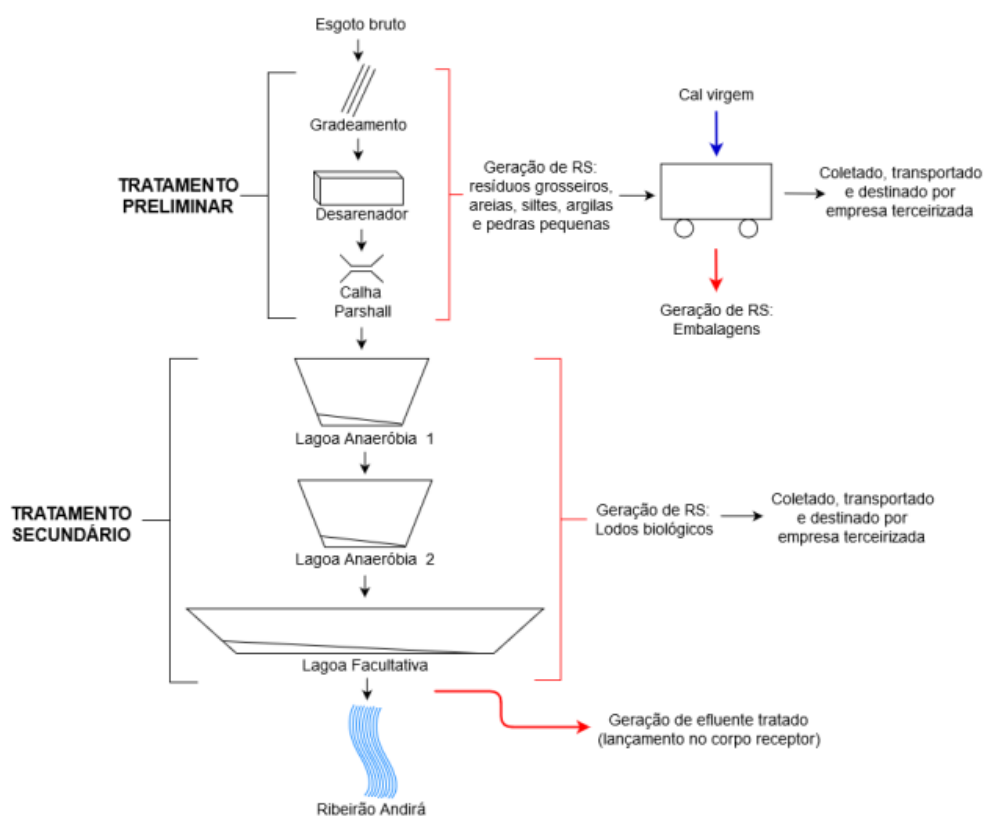 Esgoto bruto
Gradeamento
Desarenador
Calha
Parshall
TRATAMENTO
PRELIMINAR
Geração de RS:
resíduos grosseiros,
areias, siltes, argilas
e pedras pequenas
Cal virgem
Coletado, transportado
e destinado por
empresa terceirizada
Geração de RS:
Embalagens
TRATAMENTO
SECUNDÁRIO
Lagoa Anaeróbia 1
Lagoa Anaeróbia 2
Lagoa Facultativa
Geração de RS:
Lodos biológicos
Coletado, transportado
e destinado por
empresa terceirizada
Geração de efluente tratado
(lançamento no corpo receptor)
Ribeirão Andirá